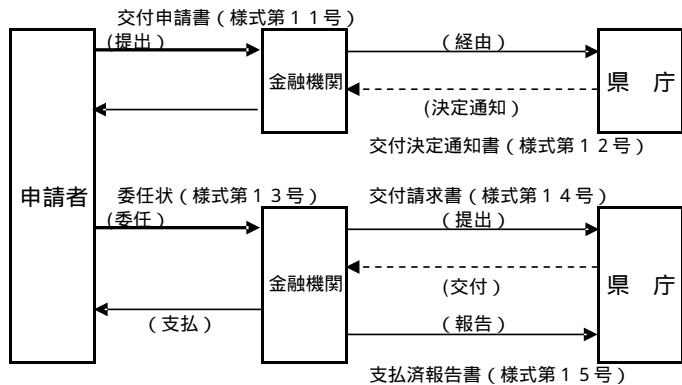 交付申請書（様式第１１号）
(提出）
（経由）
金融機関
県　庁
(決定通知）
交付決定通知書（様式第１２号）
申請者
委任状（様式第１３号）
交付請求書（様式第１４号）
(委任）
（提出）
金融機関
県　庁
(交付）
（支払）
（報告）
支払済報告書（様式第１５号）